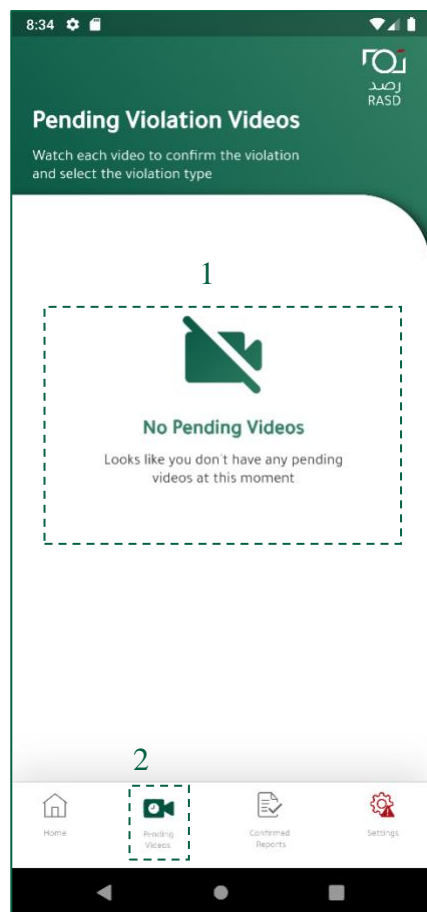 8:34
رصد
RASD
Pending Violation Videos
Watch each video to confirm the violation
and select the violation type
1
No Pending Videos
Looks like you don't have any pending
videos at this moment
2
Home
Pending
Videos
Confirmed
Reports
Settings